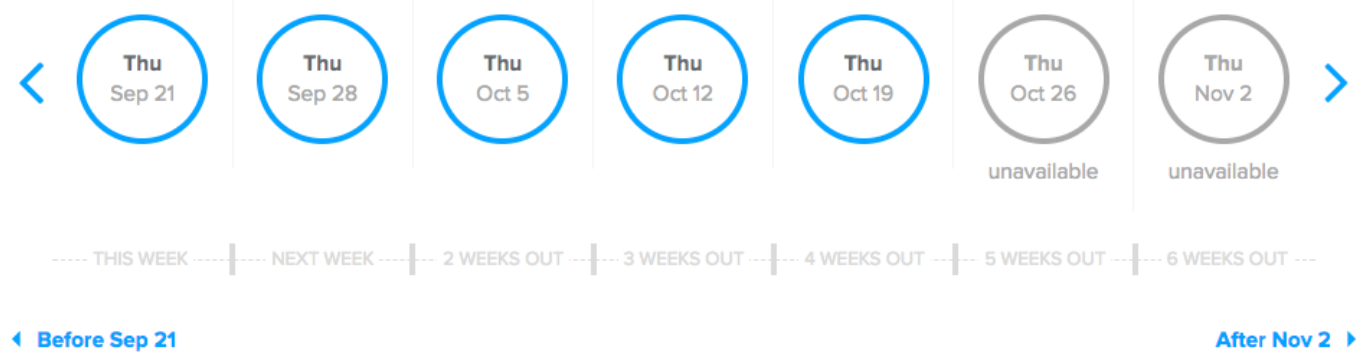 Thu
Sep 21
Thu
Sep 28
Thu
Oct 5
Thu
Oct 12
Thu
Oct 19
Thu
Oct 26
unavailable
Thu
Nov 2
unavailable
THIS WEEK
NEXT WEEK
2 WEEKS OUT
3 WEEKS OUT
4 WEEKS OUT
5 WEEKS OUT
6 WEEKS OUT
Before Sep 21
After Nov 2